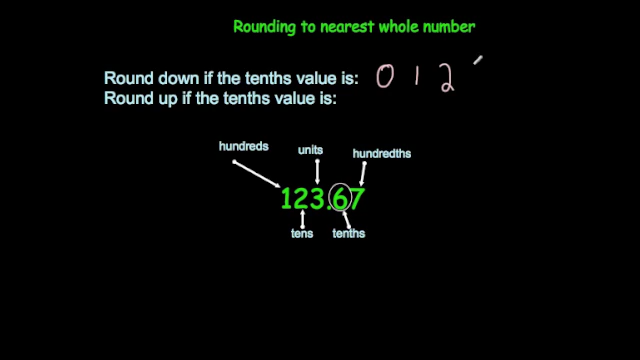 Rounding to nearest whole number
Round down if the tenths value is: 0 1 2
Round up if the tenths value is:
hundreds units hundredths
123.67
tens tenths